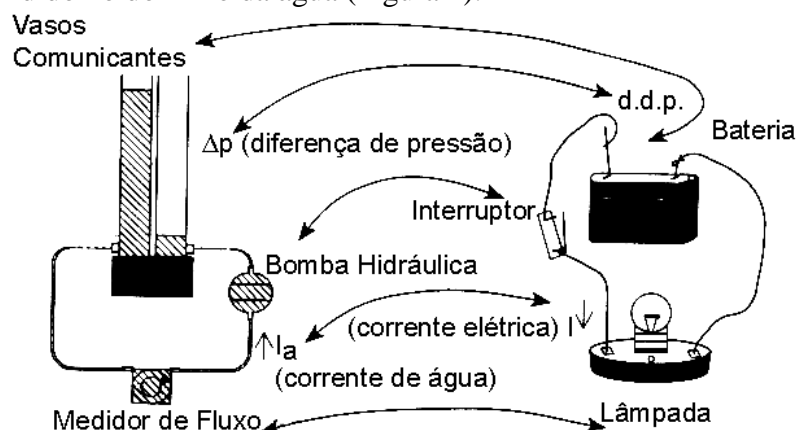 Vasos
Comunicantes
d.d.p.
Bateria
Δp (diferença de pressão)
Interruptor
Bomba Hidráulica
(corrente elétrica) I
Ia
(corrente de água)
Medidor de Fluxo
Lâmpada